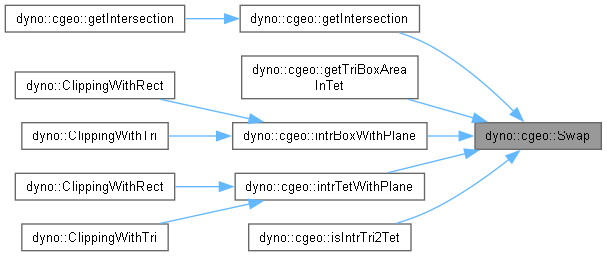 dyno::cgeo::getIntersection
dyno::cgeo::getIntersection
dyno::cgeo::getTriBoxArea
InTet
dyno::ClippingWithRect
dyno::ClippingWithTri
dyno::cgeo::intrBoxWithPlane
dyno::cgeo::Swap
dyno::ClippingWithRect
dyno::cgeo::intrTetWithPlane
dyno::ClippingWithTri
dyno::cgeo::isIntrTri2Tet